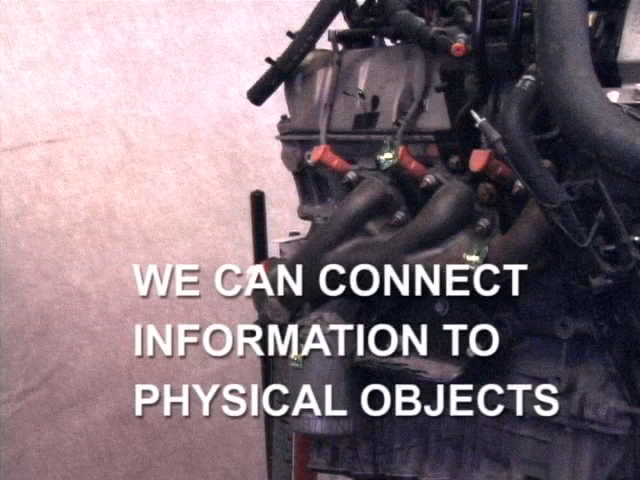 WE CAN CONNECT
INFORMATION TO
PHYSICAL OBJECTS